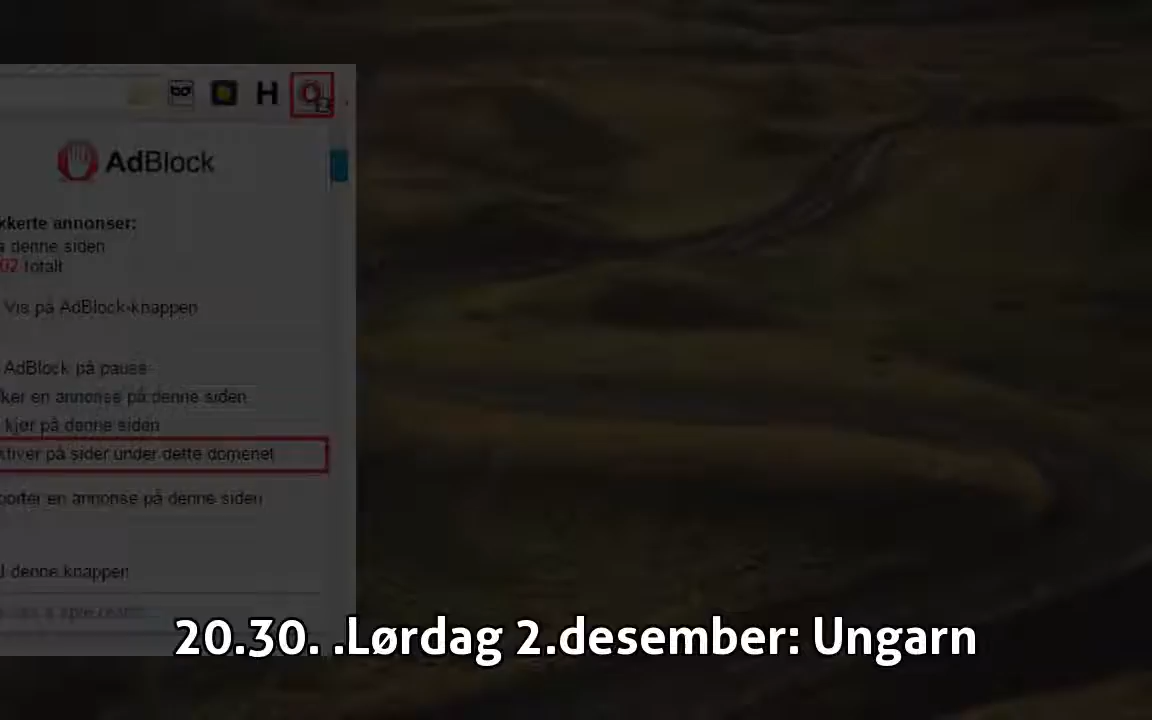 H
AdBlock
kkerte annonser:
denne siden
02 totalt
Vis på AdBlock-knappen
AdBlock på pause
ker en annonse på denne siden
kjør på denne siden
ktiver på sider under dette domenet
porter en annonse på denne siden
denne knappen
20.30. .Lørdag 2.desember: Ungarn